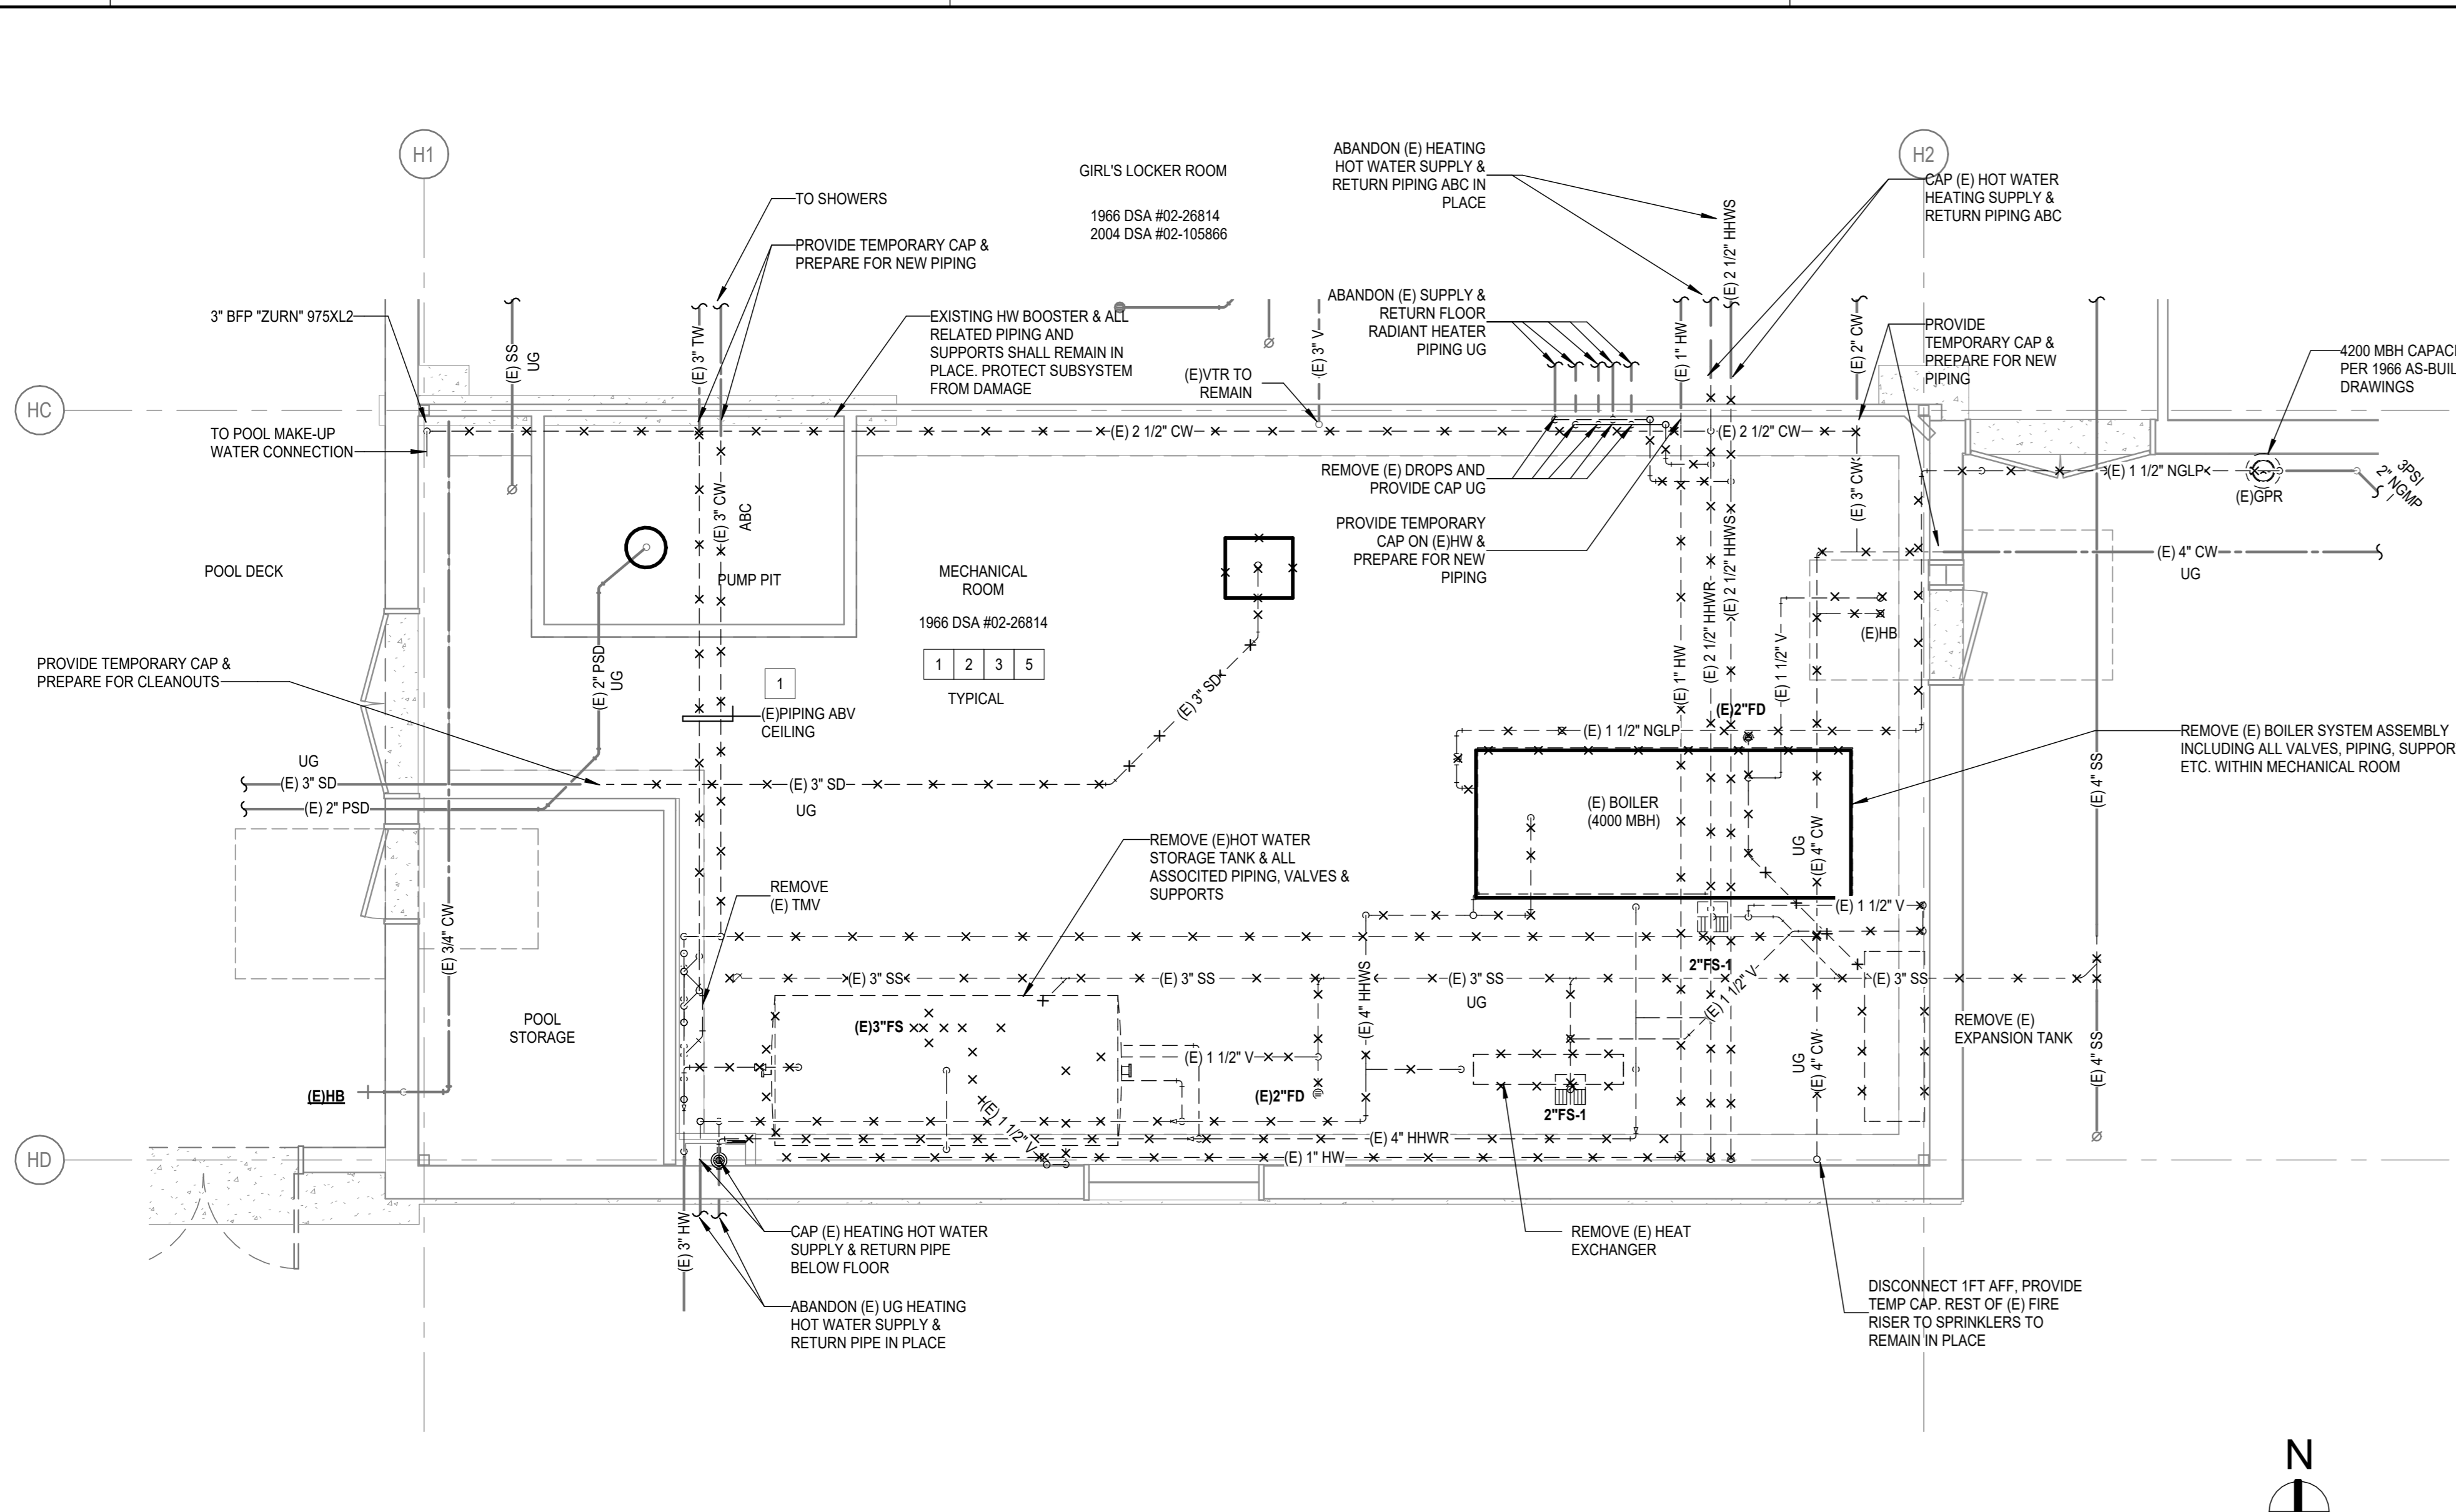 H1
H2
HC
HD
GIRL'S LOCKER ROOM
1966 DSA #02-26814
2004 DSA #02-105866
TO SHOWERS
PROVIDE TEMPORARY CAP &
PREPARE FOR NEW PIPING
ABANDON (E) HEATING
HOT WATER SUPPLY &
RETURN PIPING ABC IN
PLACE
CAP (E) HOT WATER
HEATING SUPPLY &
RETURN PIPING ABC
3" BFP "ZURN" 975XL2
(E) SS
UG
(E) 3" TW
EXISTING HW BOOSTER & ALL
RELATED PIPING AND
SUPPORTS SHALL REMAIN IN
PLACE. PROTECT SUBSYSTEM
FROM DAMAGE
(E) 3" V
(E)VTR TO
REMAIN
ABANDON (E) SUPPLY &
RETURN FLOOR
RADIANT HEATER
PIPING UG
(E) 1" HW
(E) 2 1/2" HHWS
(E) 2" CW
PROVIDE
TEMPORARY CAP &
PREPARE FOR NEW
PIPING
4200 MBH CAPACI
PER 1966 AS-BUIL
DRAWINGS
TO POOL MAKE-UP
WATER CONNECTION
(E) 2 1/2" CW
(E) 2 1/2" CW
REMOVE (E) DROPS AND
PROVIDE CAP UG
(E) 1 1/2" NGLP
(E)GPR
3PSI
2" NGMP
(E) 3" CW
ABC
(E) 3" CW
PROVIDE TEMPORARY
CAP ON (E)HW &
PREPARE FOR NEW
PIPING
(E) 4" CW
UG
POOL DECK
PUMP PIT
MECHANICAL
ROOM
1966 DSA #02-26814
1 2 3 5
TYPICAL
(E) 2 1/2" HHWR
(E) 2 1/2" HHWS
(E) 1 1/2" V
(E)HB
PROVIDE TEMPORARY CAP &
PREPARE FOR CLEANOUTS
(E) 2" PSD
UG
1
(E)PIPING ABV
CEILING
(E) 3" SD
(E) 1" HW
(E)2"FD
(E) 1 1/2" NGLP
REMOVE (E) BOILER SYSTEM ASSEMBLY
INCLUDING ALL VALVES, PIPING, SUPPOR
ETC. WITHIN MECHANICAL ROOM
UG
(E) 3" SD
(E) 2" PSD
(E) 3" SD
UG
(E) BOILER
(4000 MBH)
UG
(E) 4" CW
(E) 4" SS
REMOVE (E)HOT WATER
STORAGE TANK & ALL
ASSOCITED PIPING, VALVES &
SUPPORTS
REMOVE
(E) TMV
(E) 1 1/2" V
(E) 3/4" CW
(E) 3" SS
(E) 3" SS
(E) 4" HHWS
(E) 3" SS
UG
2"FS-1
(E) 1 1/2" V
(E) 3" SS
POOL
STORAGE
(E)3"FS
REMOVE (E)
EXPANSION TANK
(E) 1 1/2" V
UG
(E) 4" CW
(E) 4" SS
(E)HB
(E)2"FD
2"FS-1
(E) 1 1/2" V
(E) 4" HHWR
(E) 1" HW
(E) 3" HW
CAP (E) HEATING HOT WATER
SUPPLY & RETURN PIPE
BELOW FLOOR
REMOVE (E) HEAT
EXCHANGER
ABANDON (E) UG HEATING
HOT WATER SUPPLY &
RETURN PIPE IN PLACE
DISCONNECT 1FT AFF, PROVIDE
TEMP CAP. REST OF (E) FIRE
RISER TO SPRINKLERS TO
REMAIN IN PLACE
N